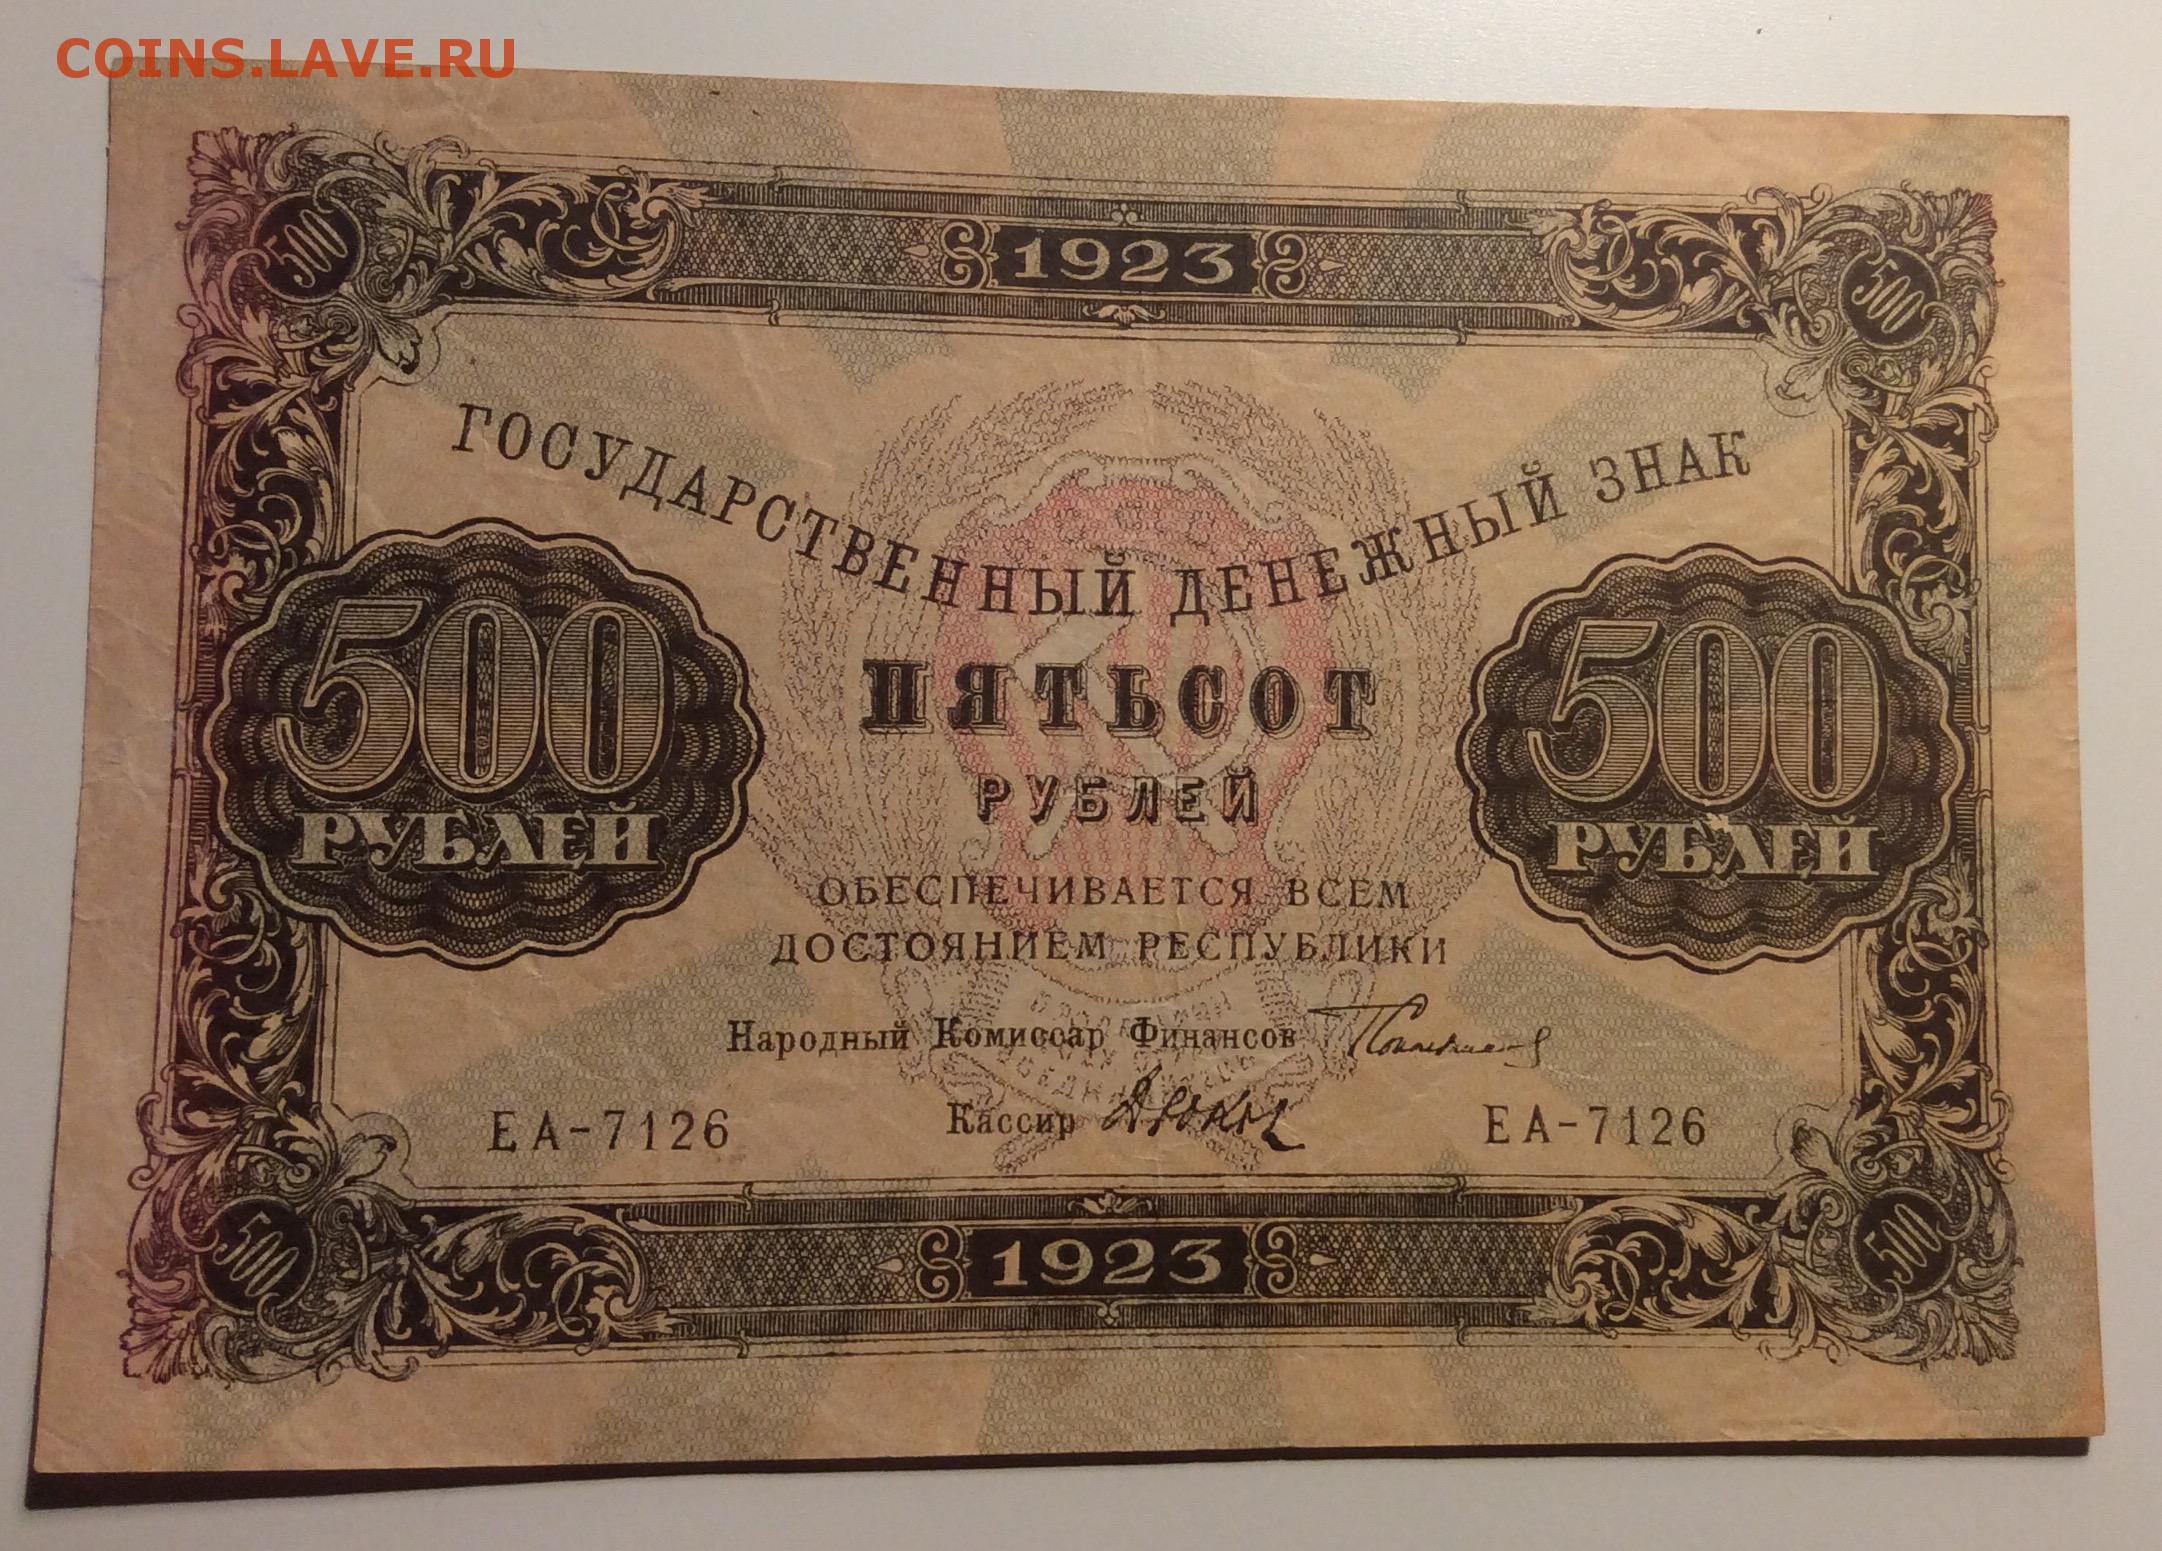 COINS.LAVE.RU
500 1923 500
ГОСУДАРСТВЕННЫЙ ДЕНЕЖНЫЙ ЗНАК
500 РУБЛЕЙ
ПЯТЬСОТ
РУБЛЕЙ
500 РУБЛЕЙ
ОБЕСПЕЧИВАЕТСЯ ВСЕМ
ДОСТОЯНИЕМ РЕСПУБЛИКИ
Народный Комиссар Финансов
Кассир
ЕА-7126 ЕА-7126
500 1923 500